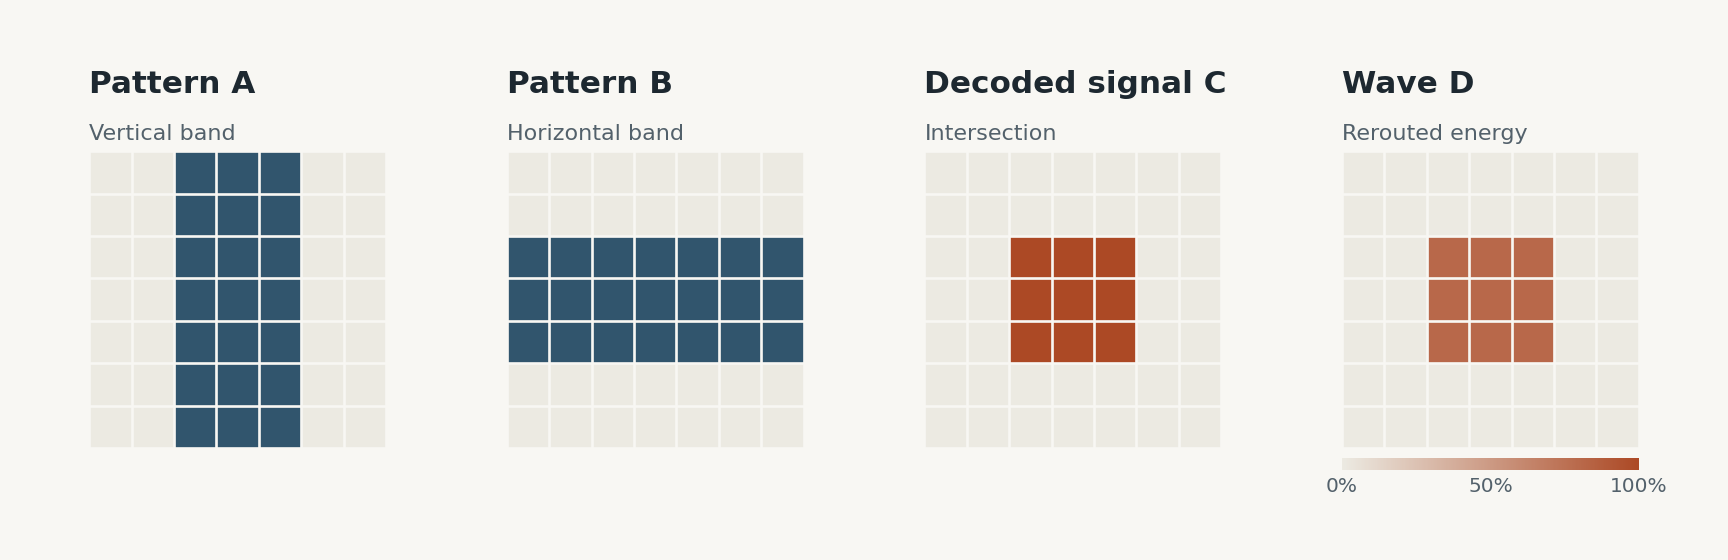 Pattern A
Vertical band
Pattern B
Horizontal band
Decoded signal C
Intersection
Wave D
Rerouted energy
0% 50% 100%